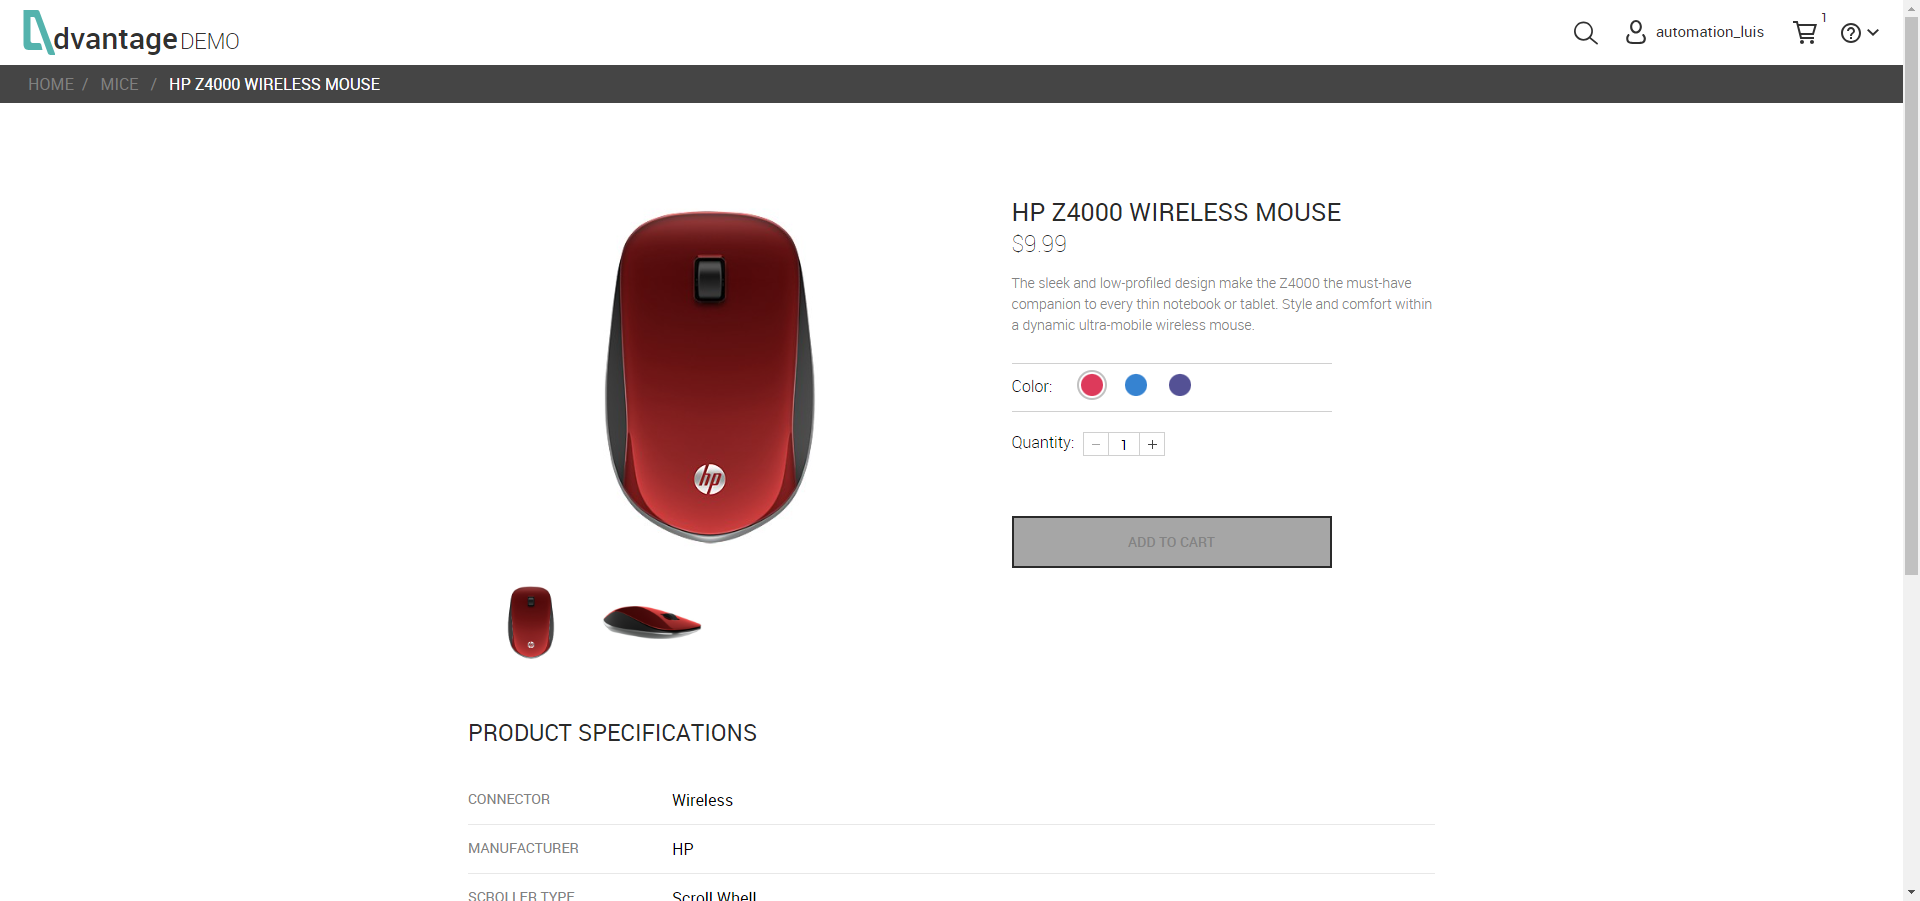 dvantage DEMO
automation_luis
1
HOME / MICE / HP Z4000 WIRELESS MOUSE
hp
HP Z4000 WIRELESS MOUSE
$9.99
The sleek and low-profiled design make the Z4000 the must-have
companion to every thin notebook or tablet. Style and comfort within
a dynamic ultra-mobile wireless mouse.
Color:
Quantity: − 1 +
ADD TO CART
PRODUCT SPECIFICATIONS
CONNECTOR Wireless
MANUFACTURER HP
SCROLLER TYPE Scroll Whell